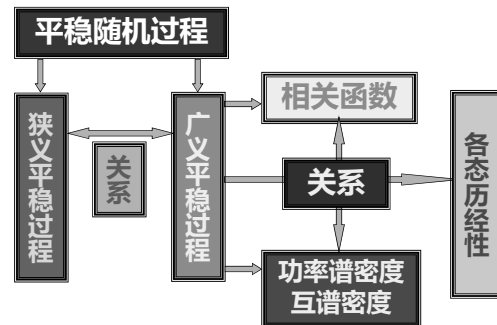 平稳随机过程
狭义平稳过程
关系
广义平稳过程
相关函数
关系
功率谱密度
互谱密度
各态历经性